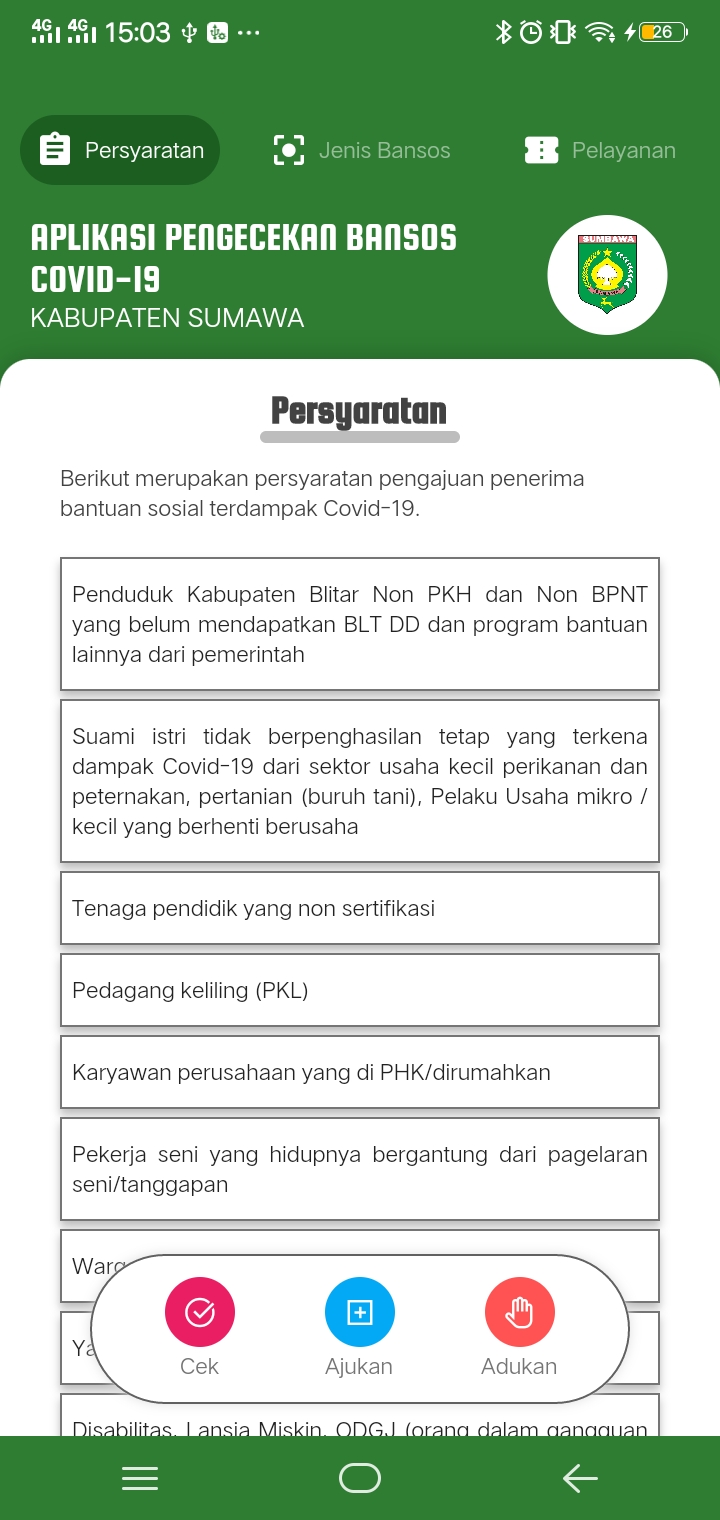 4G 4G 15:03 26
Persyaratan Jenis Bansos Pelayanan
APLIKASI PENGECEKAN BANSOS
COVID-19
KABUPATEN SUMAWA
SUMBAWA
Persyaratan
Berikut merupakan persyaratan pengajuan penerima
bantuan sosial terdampak Covid-19.
Penduduk Kabupaten Blitar Non PKH dan Non BPNT
yang belum mendapatkan BLT DD dan program bantuan
lainnya dari pemerintah
Suami istri tidak berpenghasilan tetap yang terkena
dampak Covid-19 dari sektor usaha kecil perikanan dan
peternakan, pertanian (buruh tani), Pelaku Usaha mikro /
kecil yang berhenti berusaha
Tenaga pendidik yang non sertifikasi
Pedagang keliling (PKL)
Karyawan perusahaan yang di PHK/dirumahkan
Pekerja seni yang hidupnya bergantung dari pagelaran
seni/tanggapan
Cek Ajukan Adukan
Disabilitas, Lansia Miskin, ODGJ (orang dalam gangguan